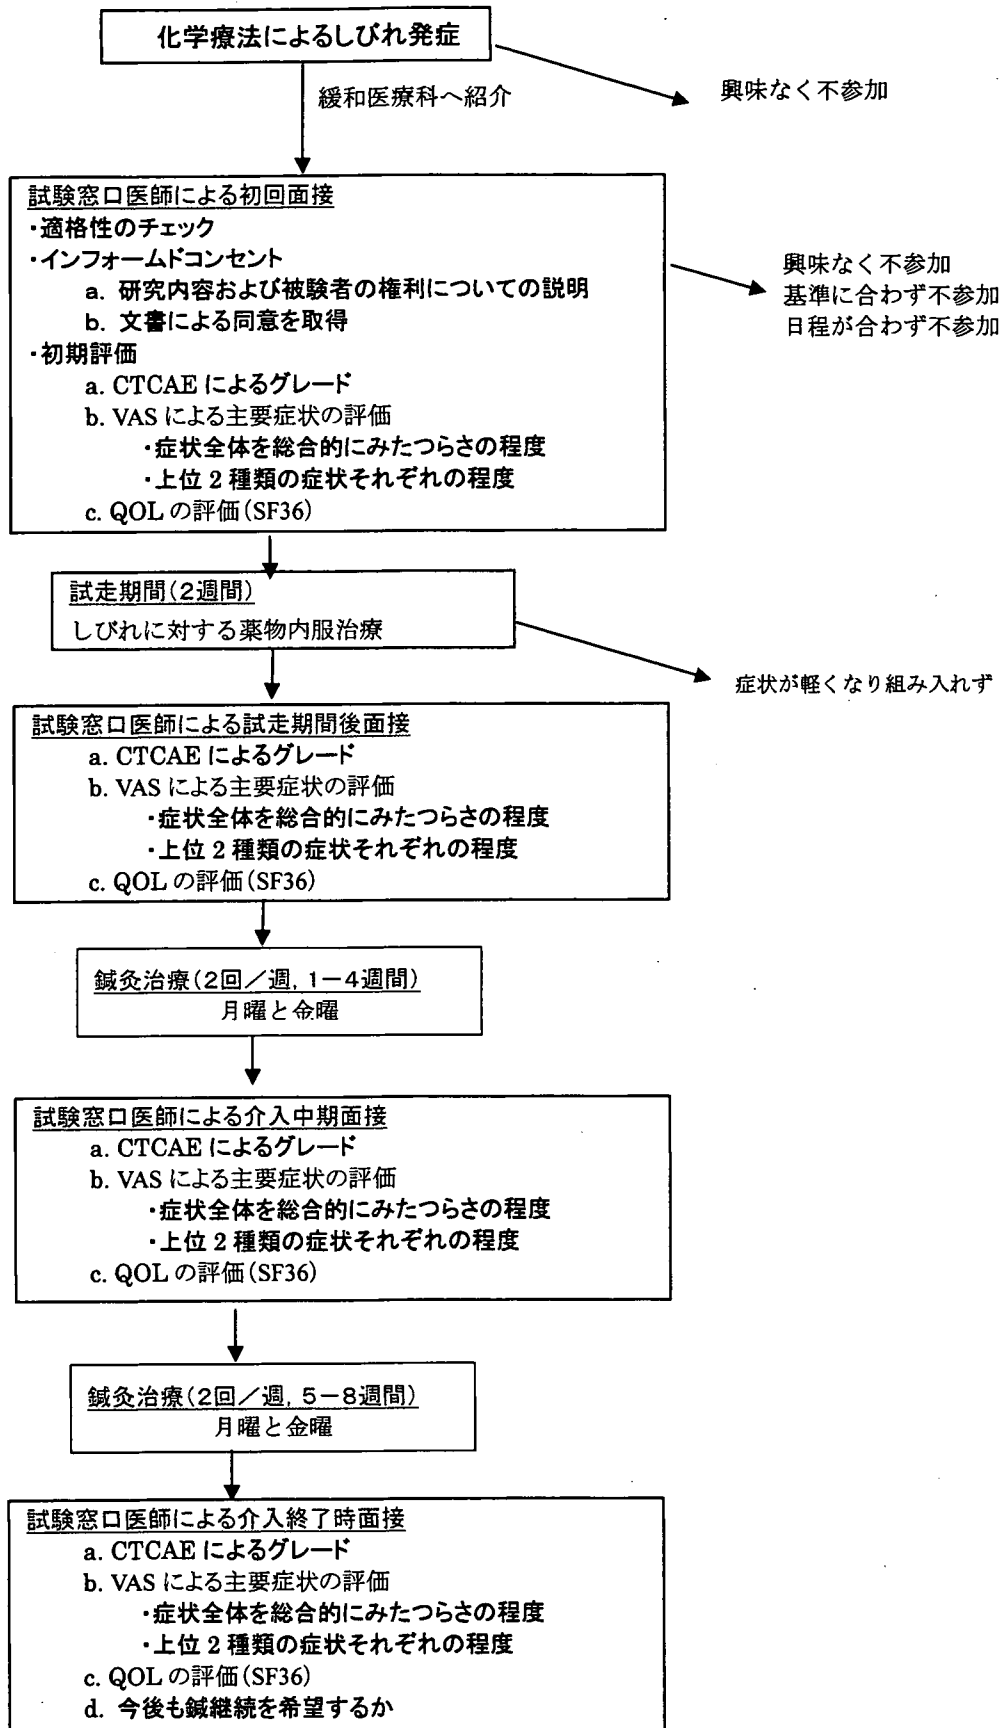 化学療法によるしびれ発症
緩和医療科へ紹介
興味なく不参加
試験窓口医師による初回面接
・適格性のチェック
・インフォームドコンセント
a. 研究内容および被験者の権利についての説明
b. 文書による同意を取得
・初期評価
a. CTCAE によるグレード
b. VAS による主要症状の評価
・症状全体を総合的にみたつらさの程度
・上位 2 種類の症状それぞれの程度
c. QOL の評価(SF36)
興味なく不参加
基準に合わず不参加
日程が合わず不参加
試走期間(2週間)
しびれに対する薬物内服治療
症状が軽くなり組み入れず
試験窓口医師による試走期間後面接
a. CTCAE によるグレード
b. VAS による主要症状の評価
・症状全体を総合的にみたつらさの程度
・上位 2 種類の症状それぞれの程度
c. QOL の評価(SF36)
鍼灸治療(2回/週, 1-4週間)
月曜と金曜
試験窓口医師による介入中期面接
a. CTCAE によるグレード
b. VAS による主要症状の評価
・症状全体を総合的にみたつらさの程度
・上位 2 種類の症状それぞれの程度
c. QOL の評価(SF36)
鍼灸治療(2回/週, 5-8週間)
月曜と金曜
試験窓口医師による介入終了時面接
a. CTCAE によるグレード
b. VAS による主要症状の評価
・症状全体を総合的にみたつらさの程度
・上位 2 種類の症状それぞれの程度
c. QOL の評価(SF36)
d. 今後も鍼継続を希望するか